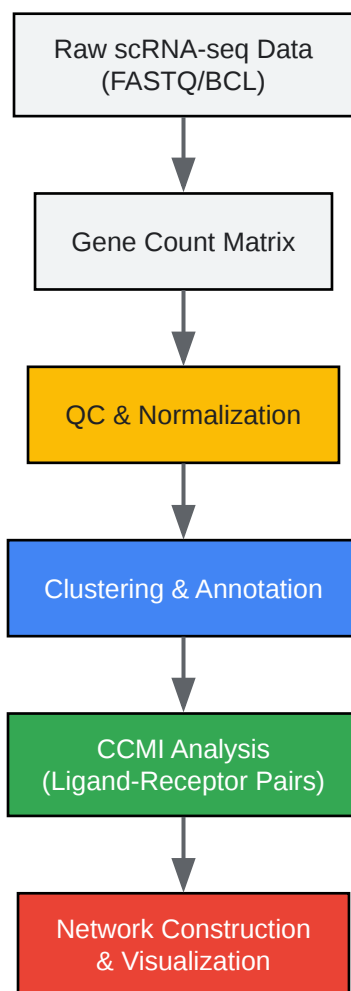 Raw scRNA-seq Data
(FASTQ/BCL)
Gene Count Matrix
QC & Normalization
Clustering & Annotation
CCMI Analysis
(Ligand-Receptor Pairs)
Network Construction
& Visualization